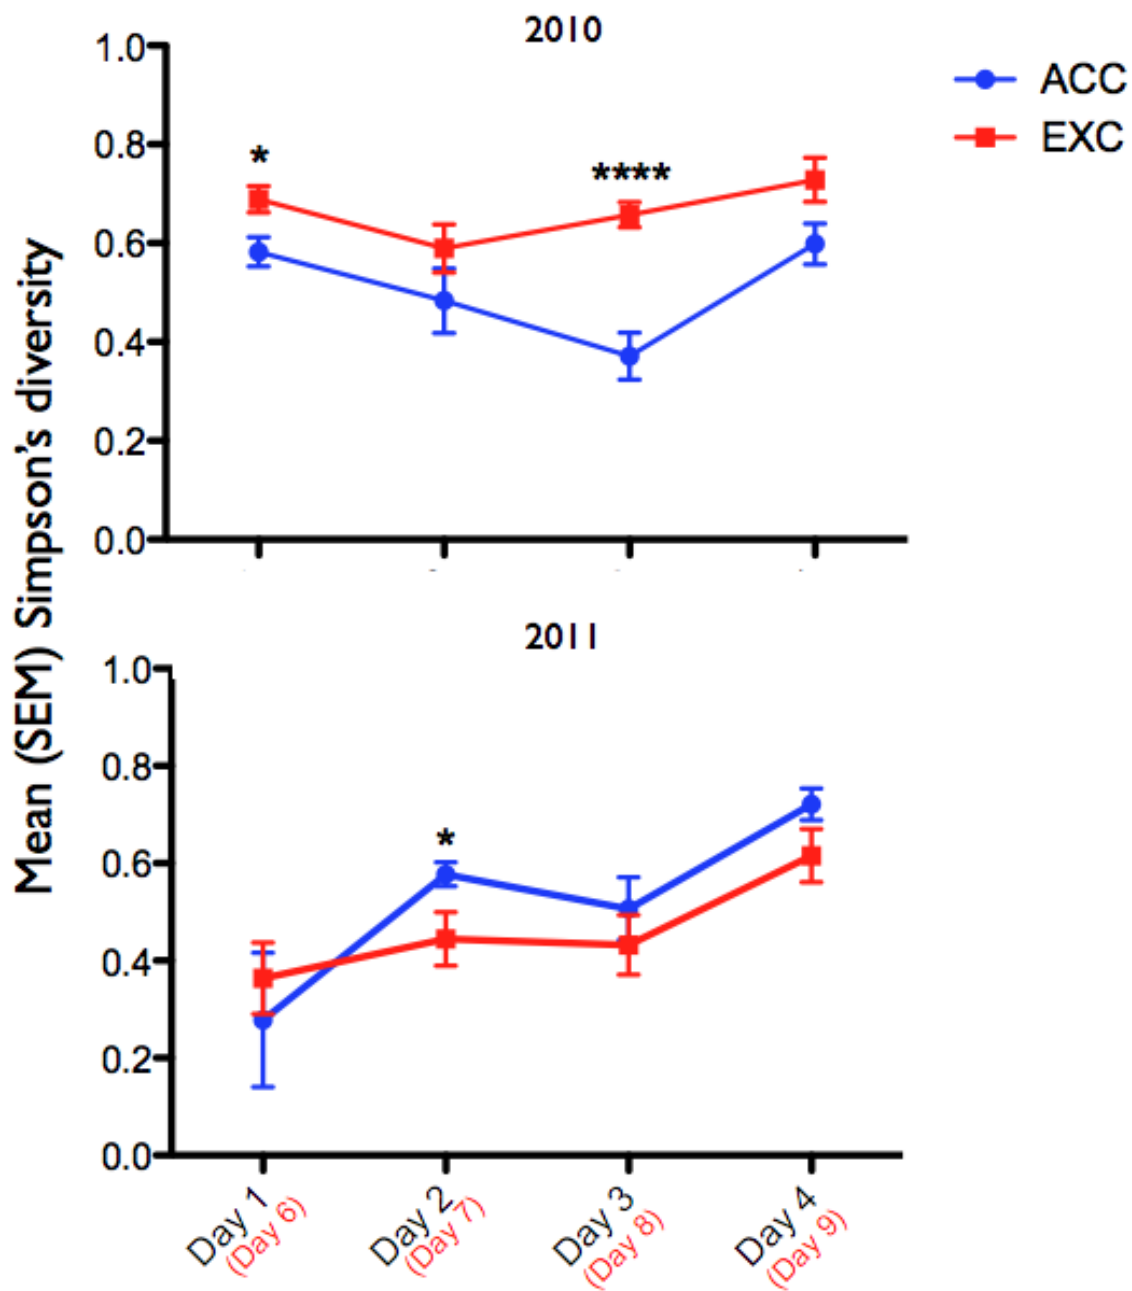 2010
ACC
EXC
1.0
0.8
*
****
0.6
0.4
0.2
0.0
Mean (SEM) Simpson's diversity
2011
1.0
0.8
*
0.6
0.4
0.2
0.0
Day 1
(Day 6)
Day 2
(Day 7)
Day 3
(Day 8)
Day 4
(Day 9)